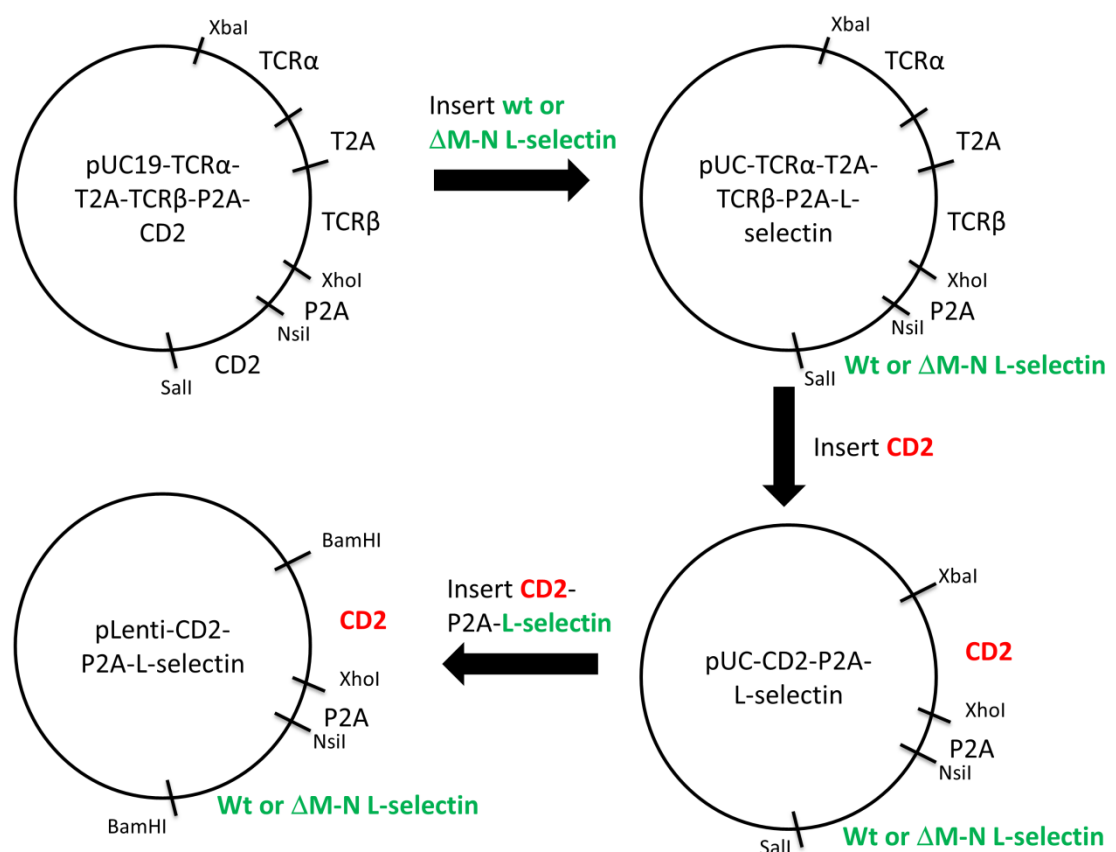 XbaI
TCRα
T2A
TCRβ
XhoI
P2A
NsiI
CD2
SalI
pUC19-TCRα-
T2A-TCRβ-P2A-
CD2
Insert wt or
ΔM-N L-selectin
XbaI
TCRα
T2A
TCRβ
XhoI
P2A
NsiI
Wt or ΔM-N L-selectin
SalI
pUC-TCRα-T2A-
TCRβ-P2A-L-
selectin
Insert CD2
XbaI
CD2
XhoI
P2A
NsiI
Wt or ΔM-N L-selectin
SalI
pUC-CD2-P2A-
L-selectin
Insert CD2-
P2A-L-selectin
BamHI
CD2
XhoI
P2A
NsiI
Wt or ΔM-N L-selectin
BamHI
pLenti-CD2-
P2A-L-selectin